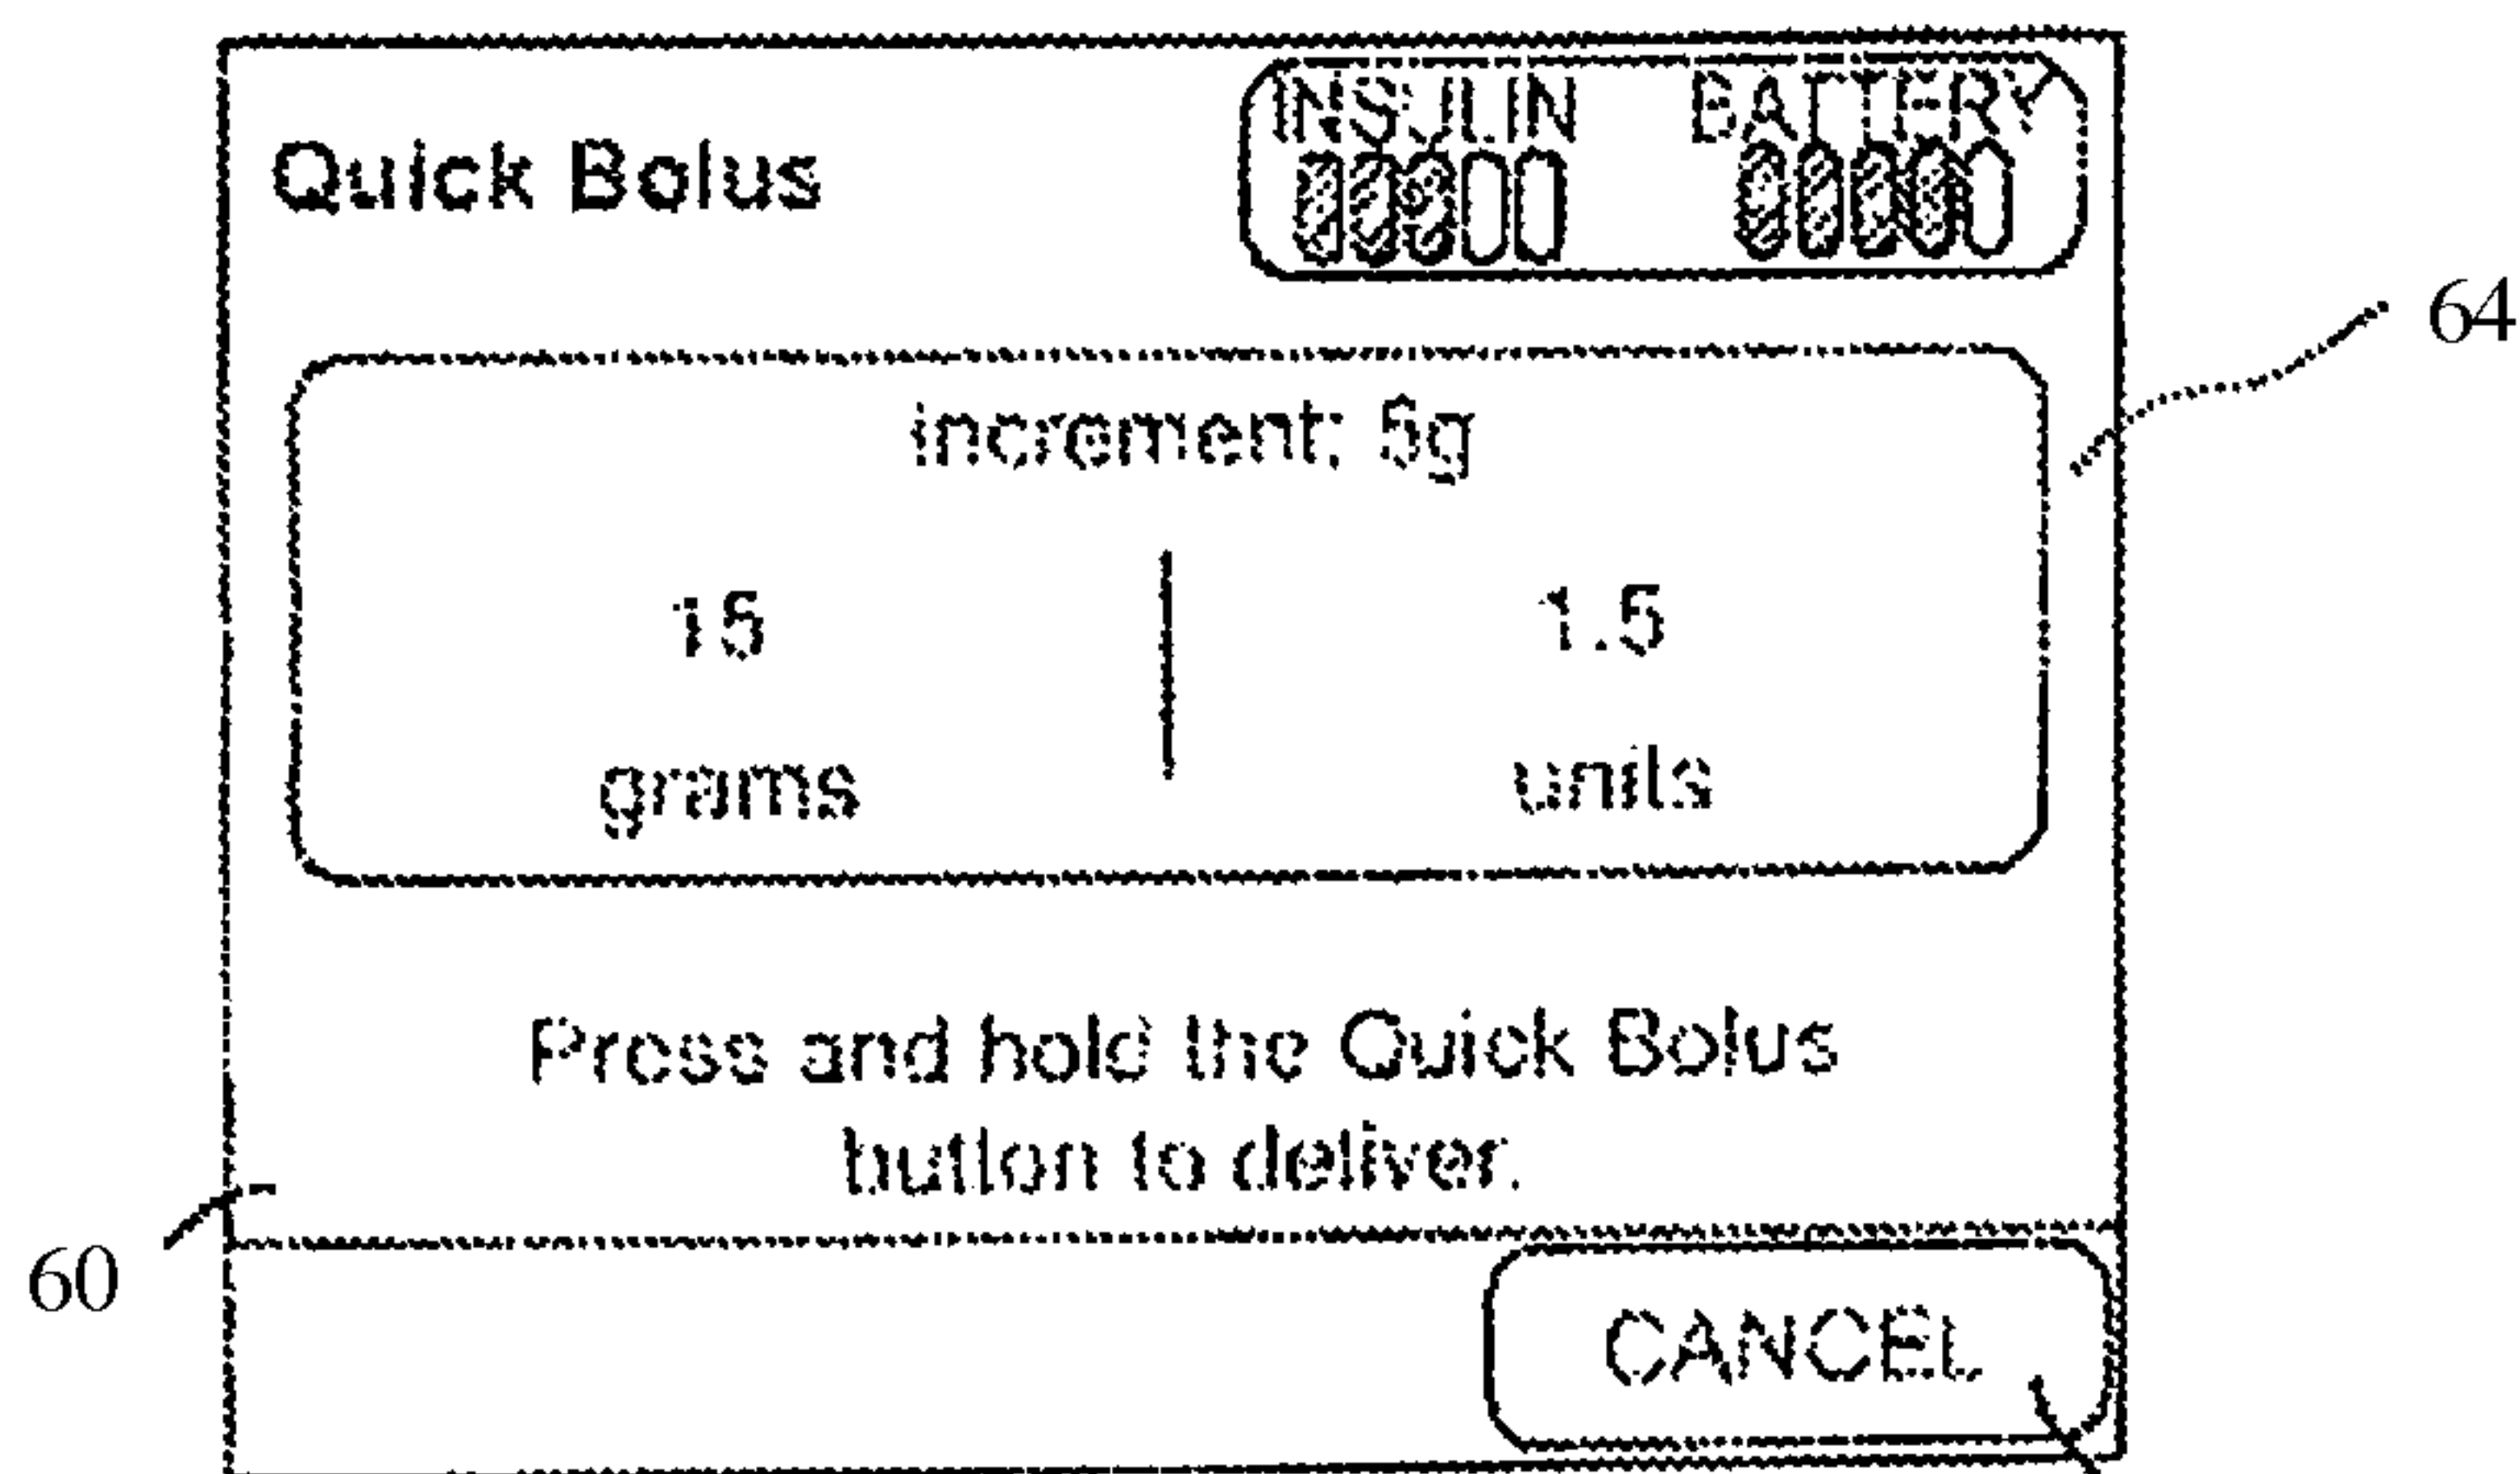 INSULIN BATTERY
Quick Bolus
64
increment: 5g
15 1.5
grams units
Press and hold the Quick Bolus
button to deliver.
60
CANCEL